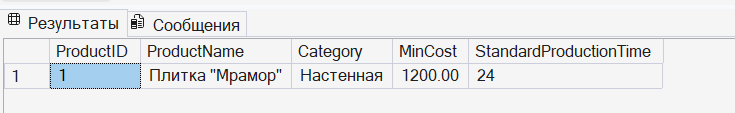 Результаты Сообщения
ProductID ProductName Category MinCost StandardProductionTime
1 1 Плитка "Мрамор" Настенная 1200.00 24